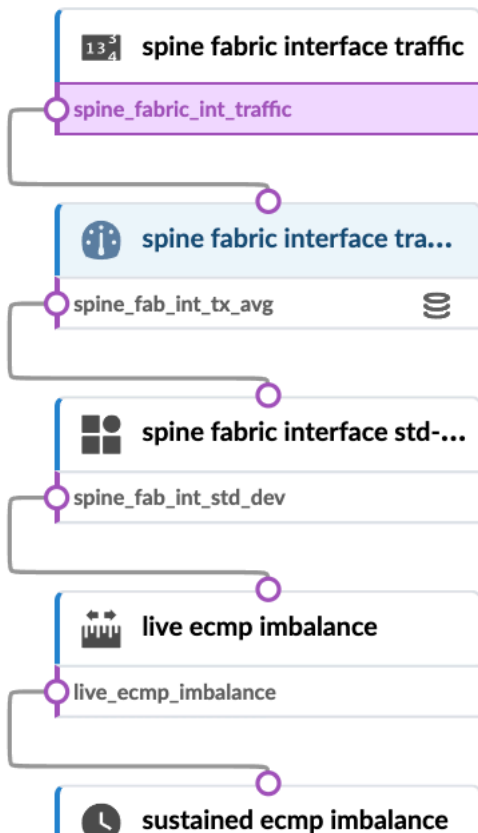 spine fabric interface traffic
spine_fabric_int_traffic
spine fabric interface tra...
spine_fab_int_tx_avg
spine fabric interface std-...
spine_fab_int_std_dev
live ecmp imbalance
live_ecmp_imbalance
sustained ecmp imbalance